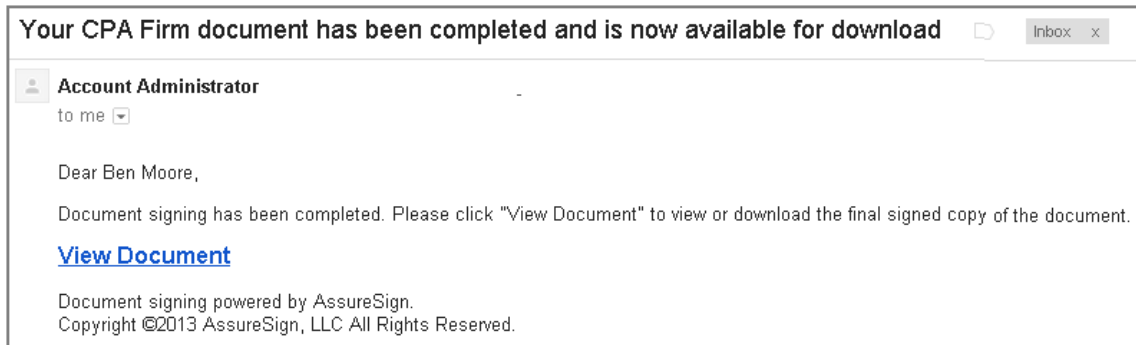 Your CPA Firm document has been completed and is now available for download Inbox x
Account Administrator
to me
Dear Ben Moore,
Document signing has been completed. Please click "View Document" to view or download the final signed copy of the document.
View Document
Document signing powered by AssureSign.
Copyright ©2013 AssureSign, LLC All Rights Reserved.